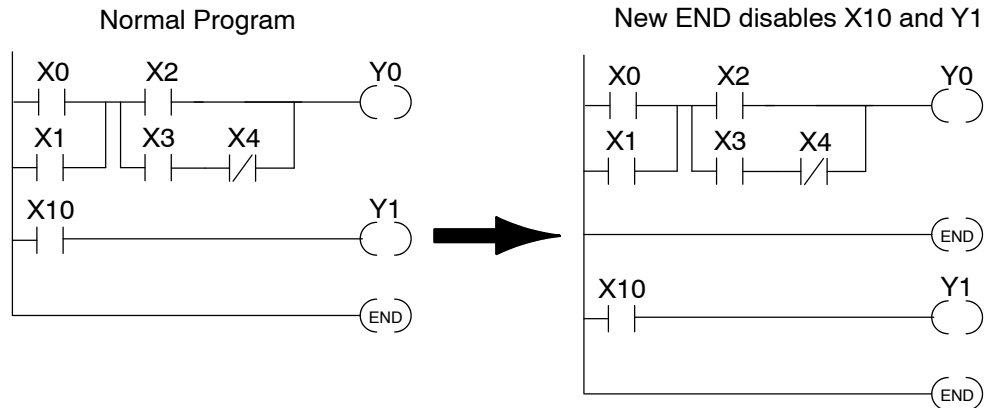 Normal Program
X0 X2 Y0
X1 X3 X4
X10 Y1
END
New END disables X10 and Y1
X0 X2 Y0
X1 X3 X4
END
X10 Y1
END